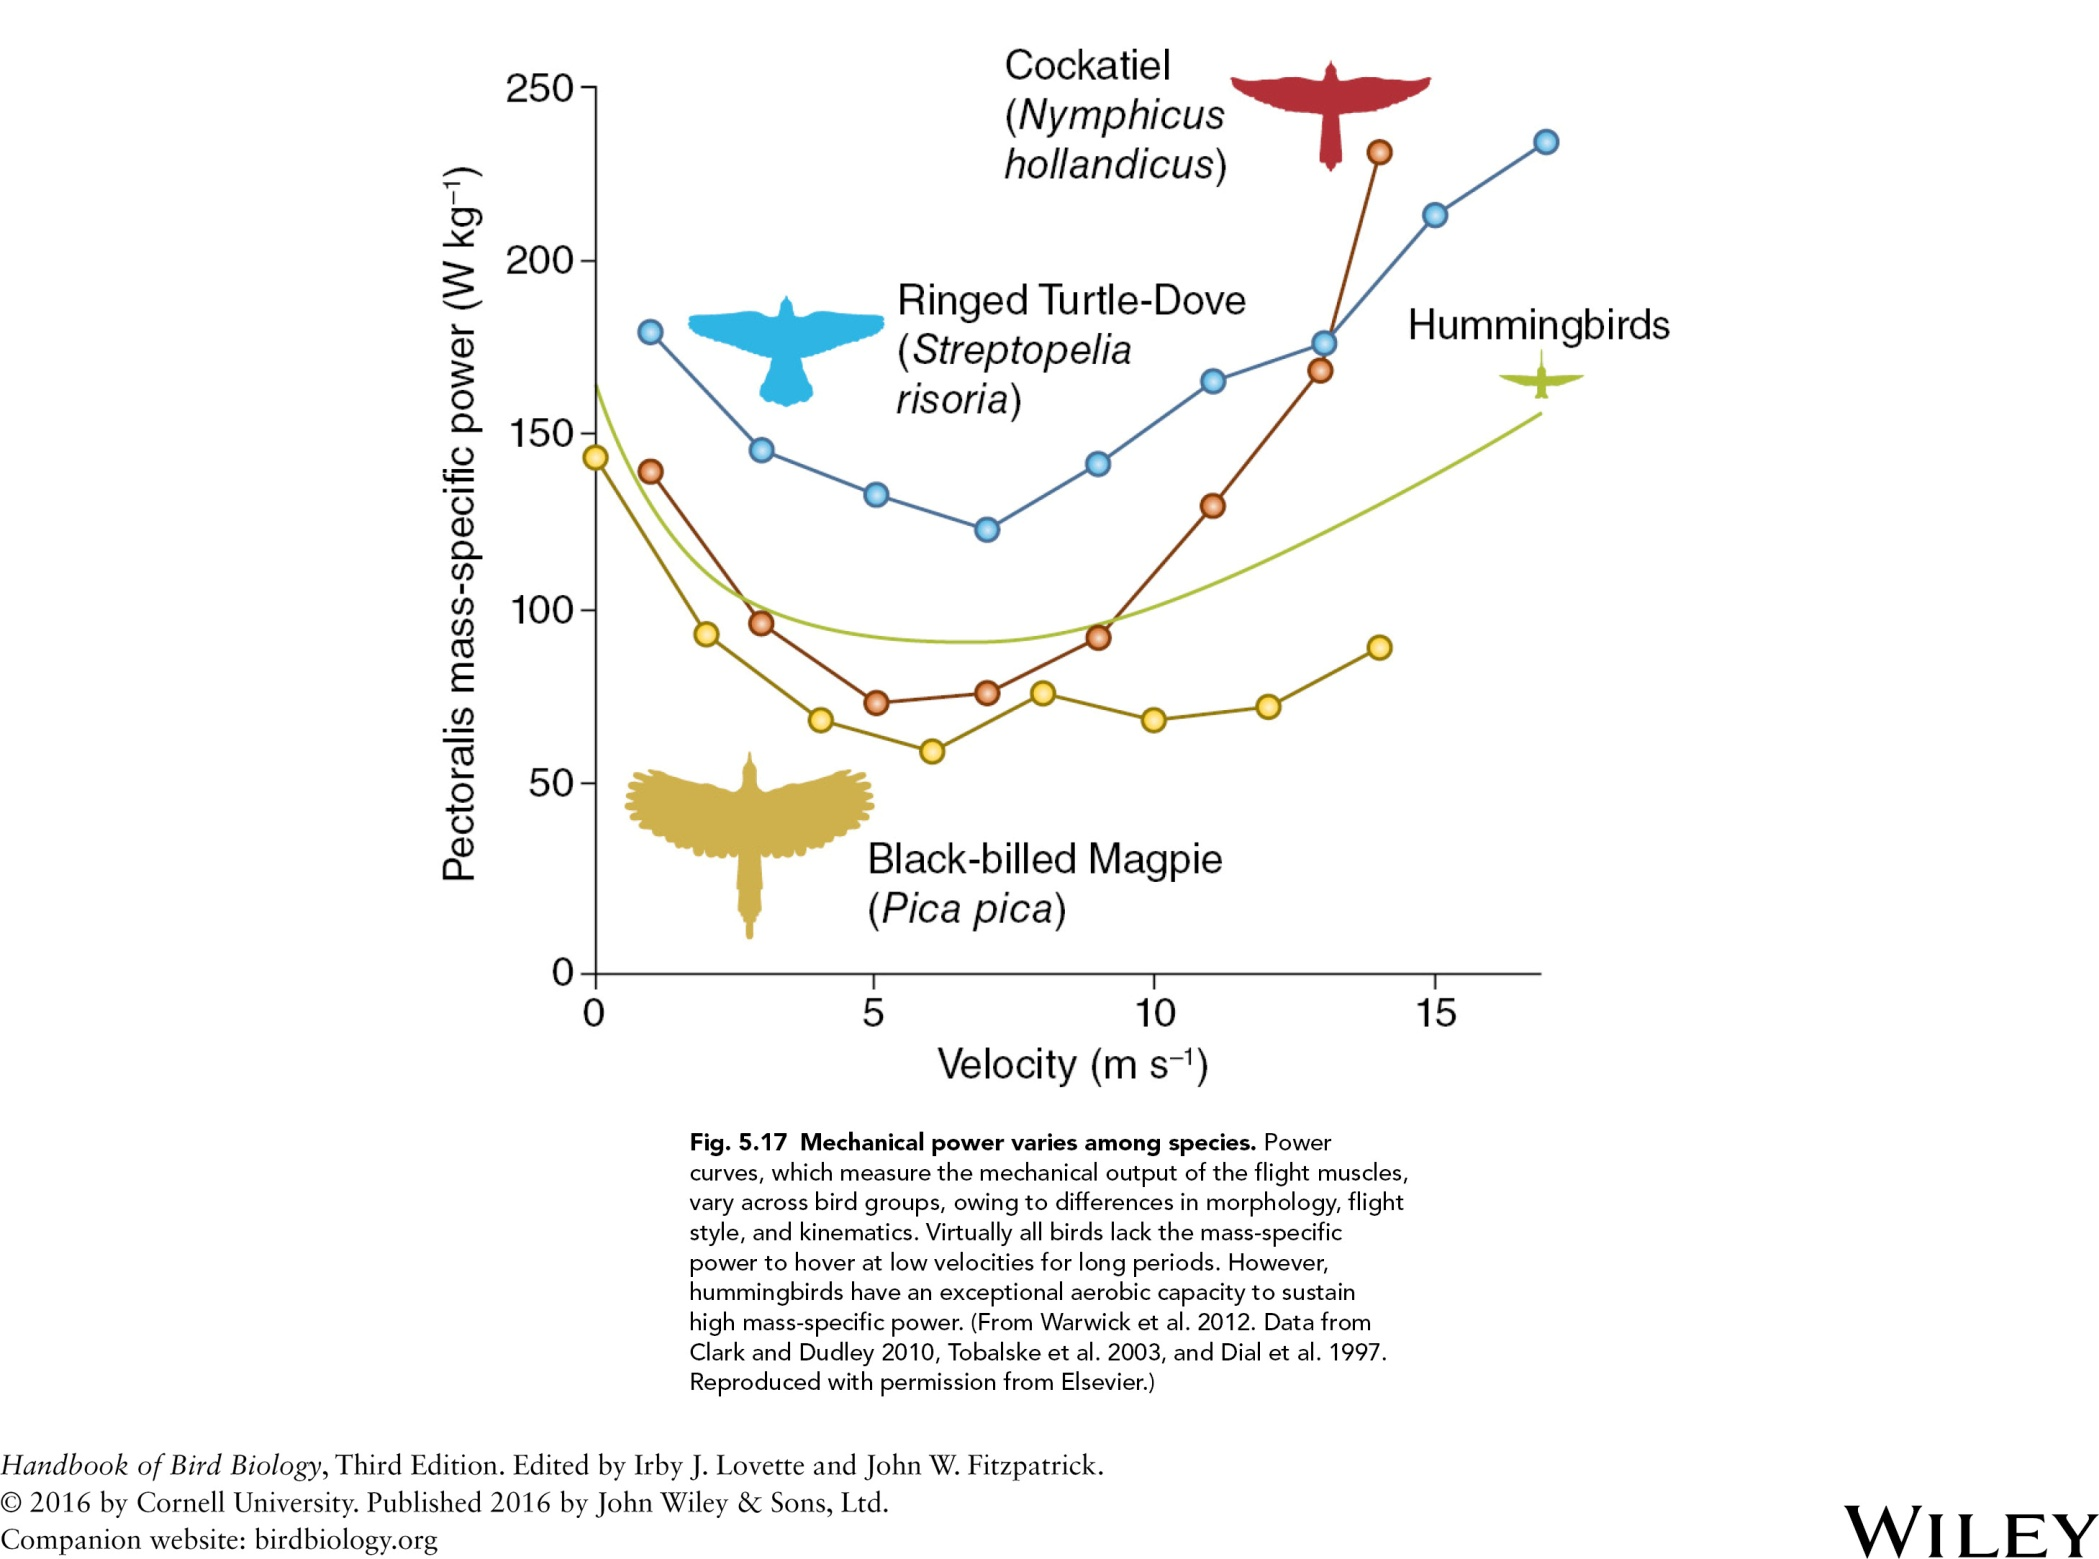 Cockatiel
(Nymphicus
hollandicus)
Ringed Turtle-Dove
(Streptopelia
risoria)
Hummingbirds
Black-billed Magpie
(Pica pica)
Pectoralis mass-specific power (W kg⁻¹)
250
200
150
100
50
0
0 5 10 15
Velocity (m s⁻¹)
Fig. 5.17 Mechanical power varies among species. Power
curves, which measure the mechanical output of the flight muscles,
vary across bird groups, owing to differences in morphology, flight
style, and kinematics. Virtually all birds lack the mass-specific
power to hover at low velocities for long periods. However,
hummingbirds have an exceptional aerobic capacity to sustain
high mass-specific power. (From Warwick et al. 2012. Data from
Clark and Dudley 2010, Tobalske et al. 2003, and Dial et al. 1997.
Reproduced with permission from Elsevier.)
Handbook of Bird Biology, Third Edition. Edited by Irby J. Lovette and John W. Fitzpatrick.
© 2016 by Cornell University. Published 2016 by John Wiley & Sons, Ltd.
Companion website: birdbiology.org
WILEY